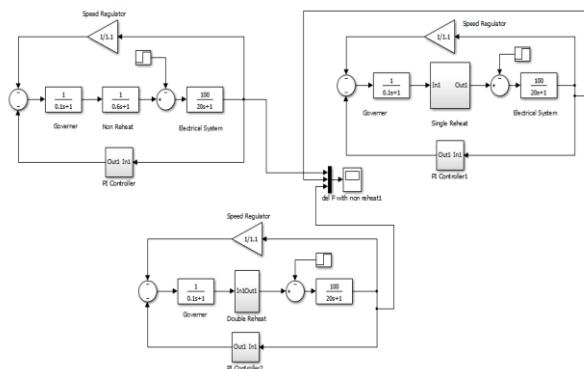 Speed Regulator
1/1.1
1
0.1s+1
Governer
1
0.6s+1
Non Reheat
100
20s+1
Electrical System
Out1 In1
PI Controller
Speed Regulator
1/1.1
1
0.1s+1
Governer
In1 Out1
Single Reheat
100
20s+1
Electrical System
Out1 In1
PI Controller1
del F with non reheat1
Speed Regulator
1/1.1
1
0.1s+1
Governer
In1Out1
Double Reheat
100
20s+1
Out1 In1
PI Controller2